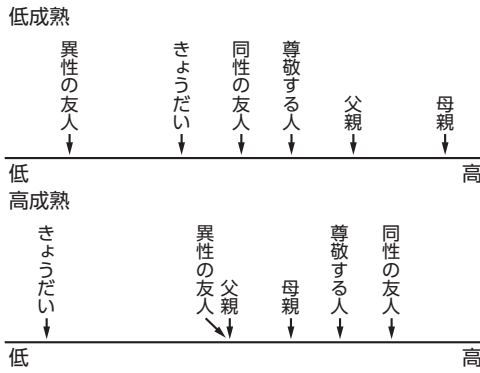 低成熟
異性の友人
きょうだい
同性の友人
尊敬する人
父親
母親
低
高
高成熟
きょうだい
異性の友人
父親
母親
尊敬する人
同性の友人
低
高